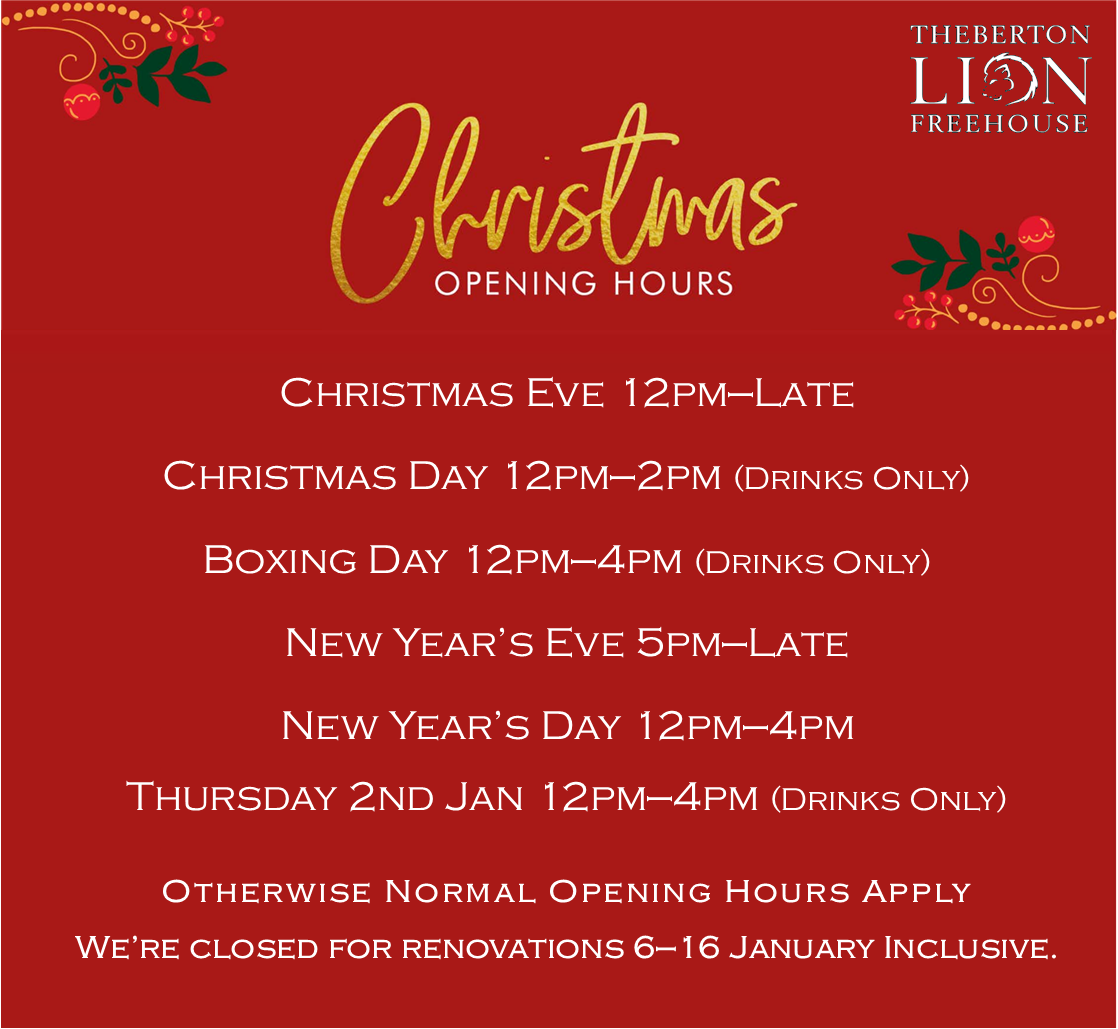 THEBERTON
LION
FREEHOUSE
Christmas
OPENING HOURS
Christmas Eve 12pm–Late
Christmas Day 12pm–2pm (Drinks Only)
Boxing Day 12pm–4pm (Drinks Only)
New Year’s Eve 5pm–Late
New Year’s Day 12pm–4pm
Thursday 2nd Jan 12pm–4pm (Drinks Only)
Otherwise Normal Opening Hours Apply
We’re closed for renovations 6–16 January Inclusive.